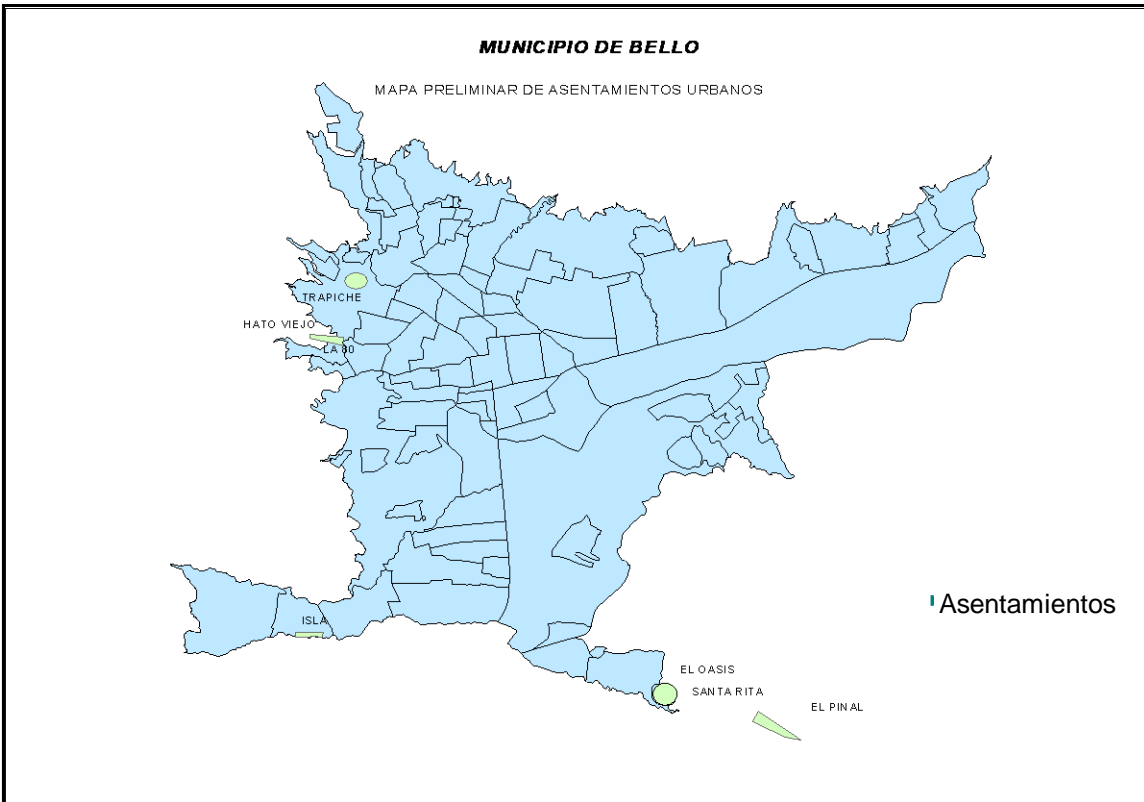 MUNICIPIO DE BELLO
MAPA PRELIMINAR DE ASENTAMIENTOS URBANOS
TRAPICHE
HATO VIEJO
LA 80
ISLA
Asentamientos
EL OASIS
SANTA RITA
EL PINAL